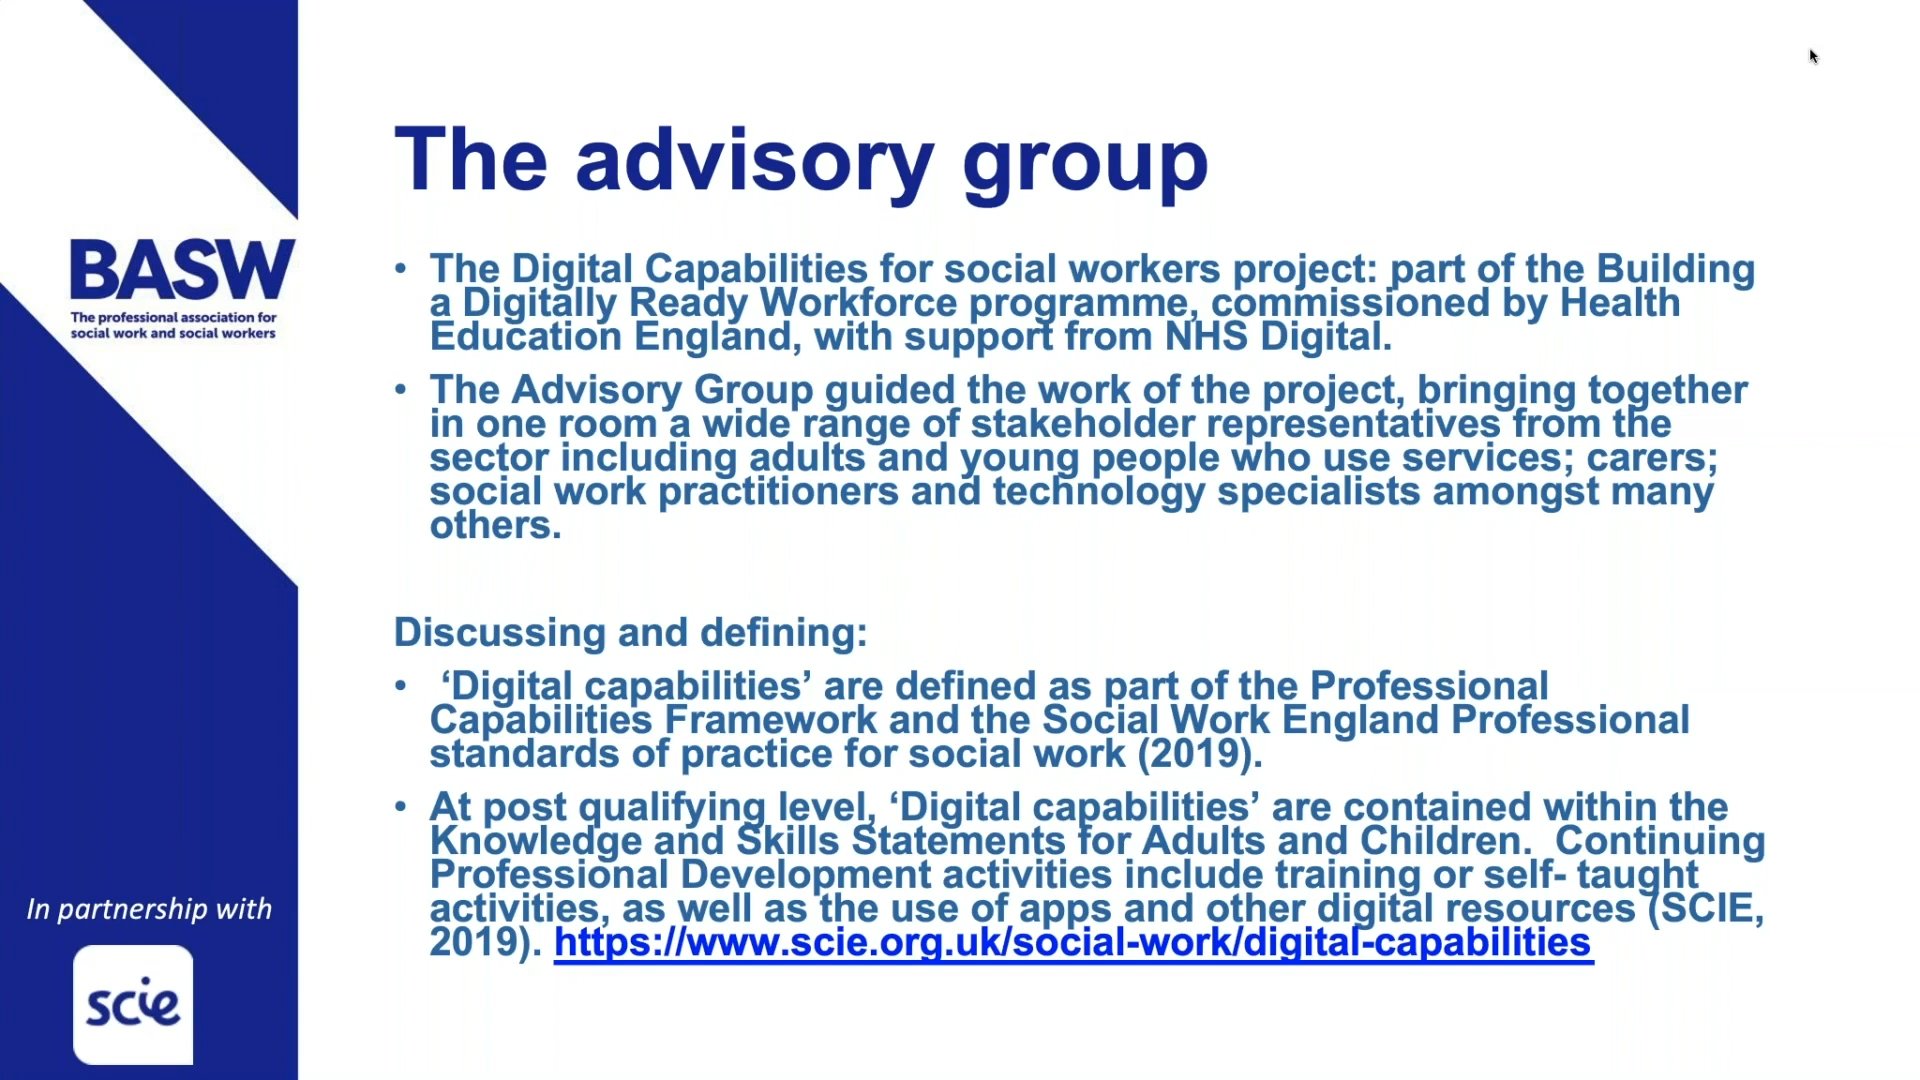 The advisory group
BASW
The professional association for
social work and social workers
• The Digital Capabilities for social workers project: part of the Building
a Digitally Ready Workforce programme, commissioned by Health
Education England, with support from NHS Digital.
• The Advisory Group guided the work of the project, bringing together
in one room a wide range of stakeholder representatives from the
sector including adults and young people who use services; carers;
social work practitioners and technology specialists amongst many
others.
Discussing and defining:
• ‘Digital capabilities’ are defined as part of the Professional
Capabilities Framework and the Social Work England Professional
standards of practice for social work (2019).
• At post qualifying level, ‘Digital capabilities’ are contained within the
Knowledge and Skills Statements for Adults and Children.  Continuing
Professional Development activities include training or self- taught
activities, as well as the use of apps and other digital resources (SCIE,
2019). https://www.scie.org.uk/social-work/digital-capabilities
In partnership with
scie